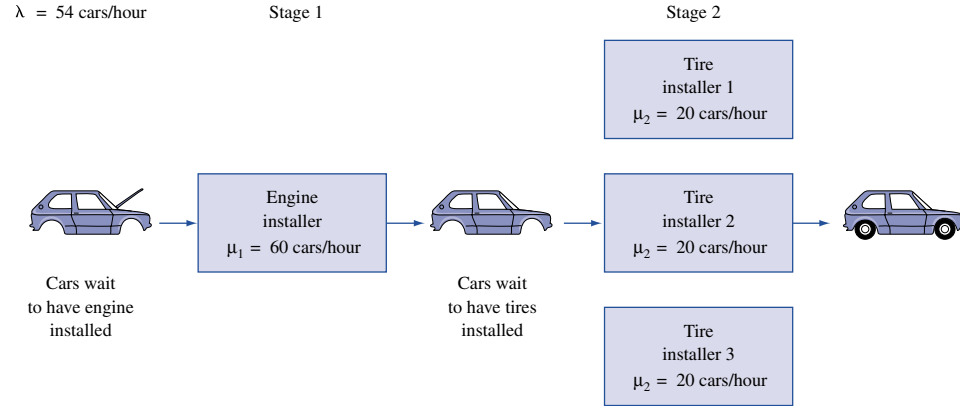 λ = 54 cars/hour
Stage 1
Stage 2
Tire
installer 1
μ₂ = 20 cars/hour
Engine
installer
μ₁ = 60 cars/hour
Tire
installer 2
μ₂ = 20 cars/hour
Cars wait
to have engine
installed
Cars wait
to have tires
installed
Tire
installer 3
μ₂ = 20 cars/hour